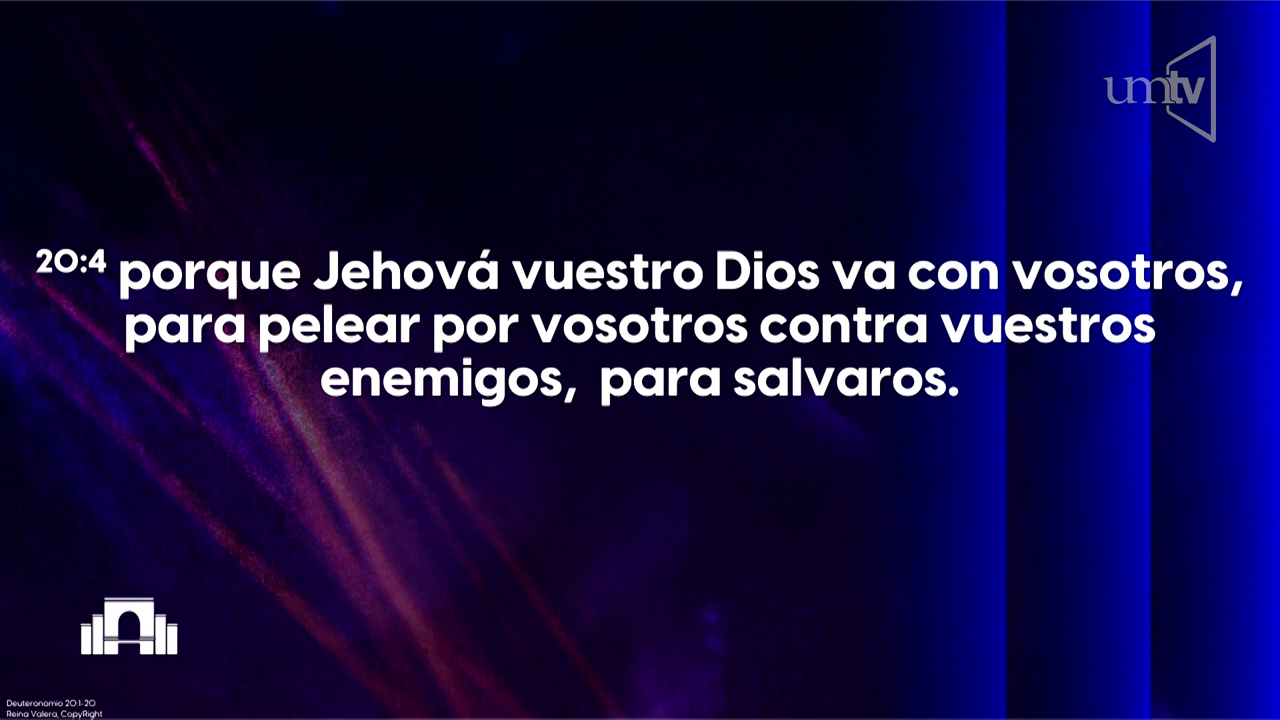 umtv
20:4 porque Jehová vuestro Dios va con vosotros,
para pelear por vosotros contra vuestros
enemigos,  para salvaros.
Deuteronomio 20:1-20
Reina Valera, CopyRight